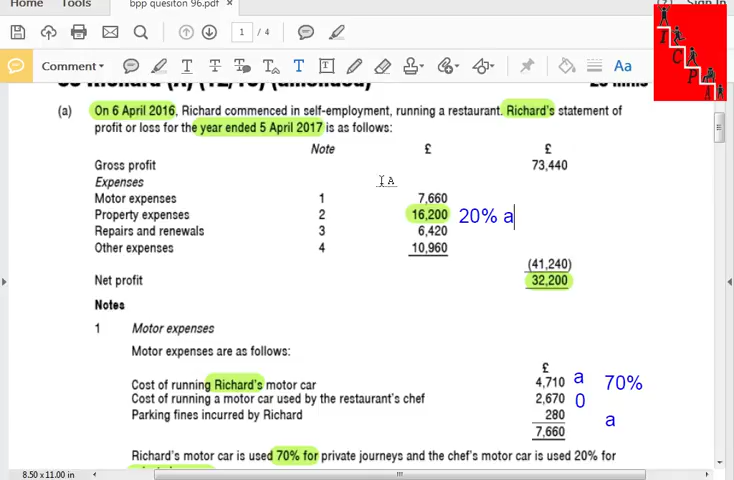 Home Tools bpp quesiton 96.pdf × Sign In
1 / 4
Comment T T T T Aa
I C P A
(a) On 6 April 2016, Richard commenced in self-employment, running a restaurant. Richard's statement of
profit or loss for the year ended 5 April 2017 is as follows:
Note £ £
Gross profit 73,440
Expenses
Motor expenses 1 7,660
Property expenses 2 16,200 20% a
Repairs and renewals 3 6,420
Other expenses 4 10,960
(41,240)
Net profit 32,200
Notes
1 Motor expenses
Motor expenses are as follows:
£
Cost of running Richard's motor car 4,710 a 70%
Cost of running a motor car used by the restaurant's chef 2,670 0
Parking fines incurred by Richard 280 a
7,660
Richard's motor car is used 70% for private journeys and the chef's motor car is used 20% for
8.50 x 11.00 in